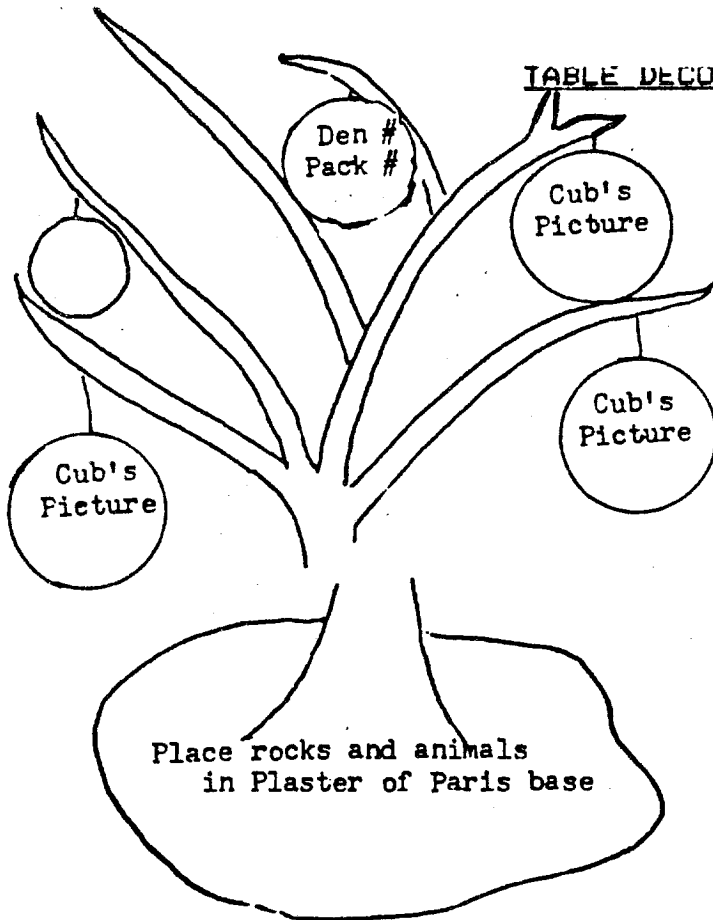 TABLE DECO
Den #
Pack #
Cub's
Picture
Cub's
Picture
Cub's
Picture
Place rocks and animals
in Plaster of Paris base